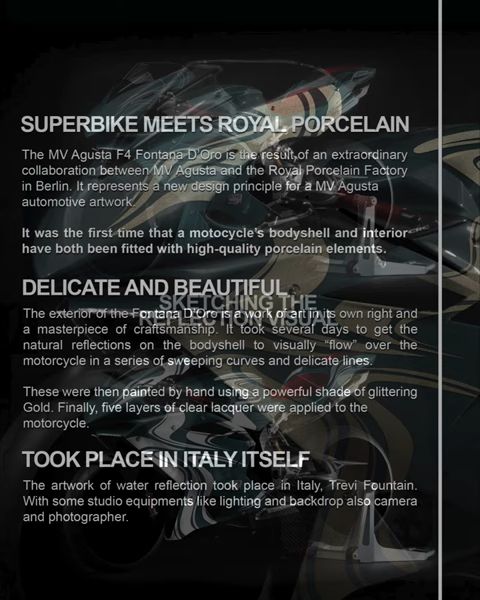 SUPERBIKE MEETS ROYAL PORCELAIN
The MV Agusta F4 Fontana D'Oro is the result of an extraordinary
collaboration between MV Agusta and the Royal Porcelain Factory
in Berlin. It represents a new design principle for a MV Agusta
automotive artwork.
It was the first time that a motocycle's bodyshell and interior
have both been fitted with high-quality porcelain elements.
DELICATE AND BEAUTIFUL
SKETCHING THE
REFLECTION VISUAL
The exterior of the Fontana D'Oro is a work of art in its own right and
a masterpiece of craftsmanship. It took several days to get the
natural reflections on the bodyshell to visually “flow” over the
motorcycle in a series of sweeping curves and delicate lines.
These were then painted by hand using a powerful shade of glittering
Gold. Finally, five layers of clear lacquer were applied to the
motorcycle.
TOOK PLACE IN ITALY ITSELF
The artwork of water reflection took place in Italy, Trevi Fountain.
With some studio equipments like lighting and backdrop also camera
and photographer.